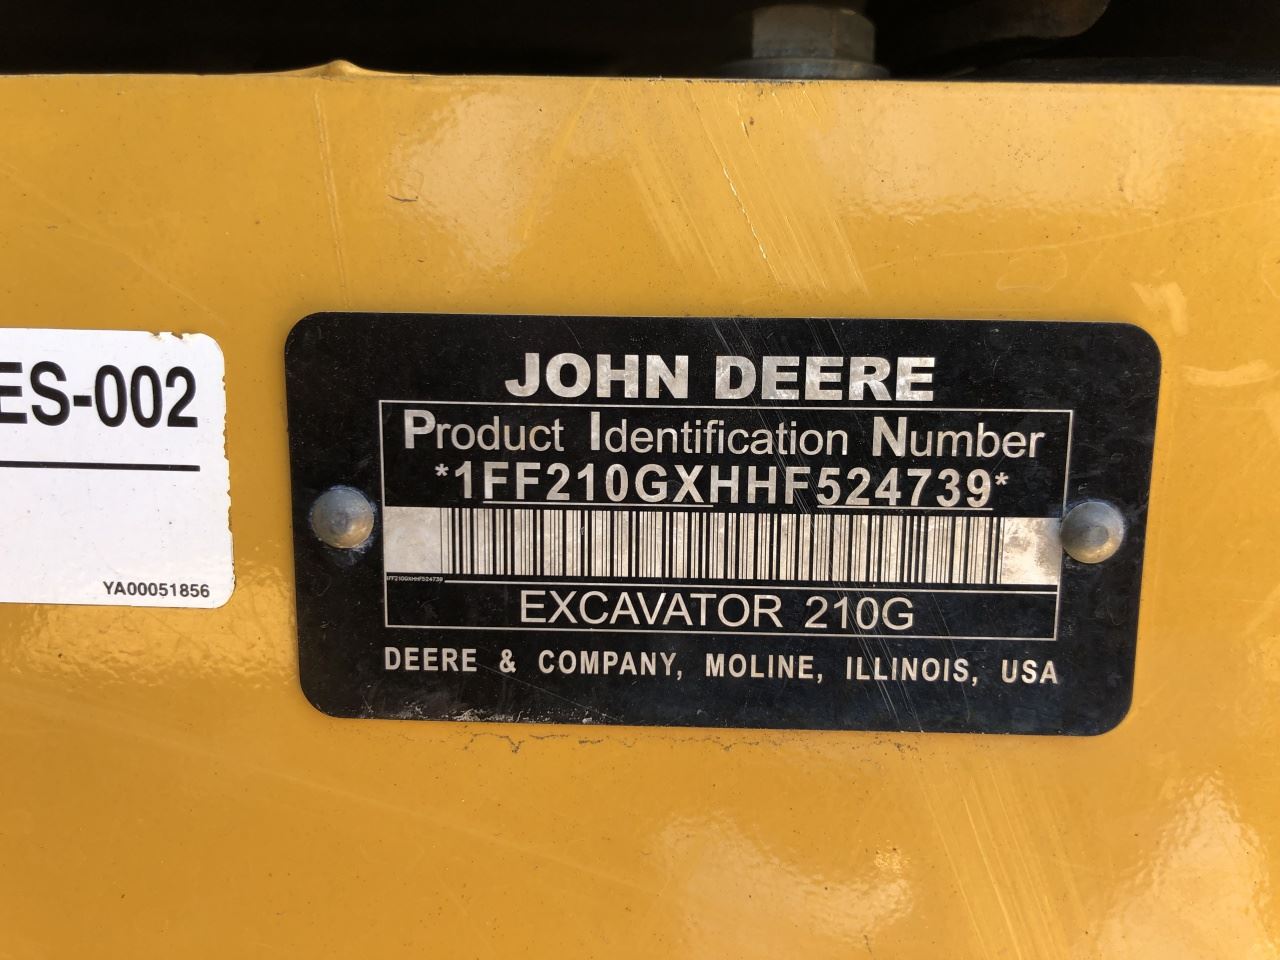 ES-002
YA00051856
JOHN DEERE
Product Identification Number
*1FF210GXHHF524739*
1FF210GXHHF524739
EXCAVATOR 210G
DEERE & COMPANY, MOLINE, ILLINOIS, USA